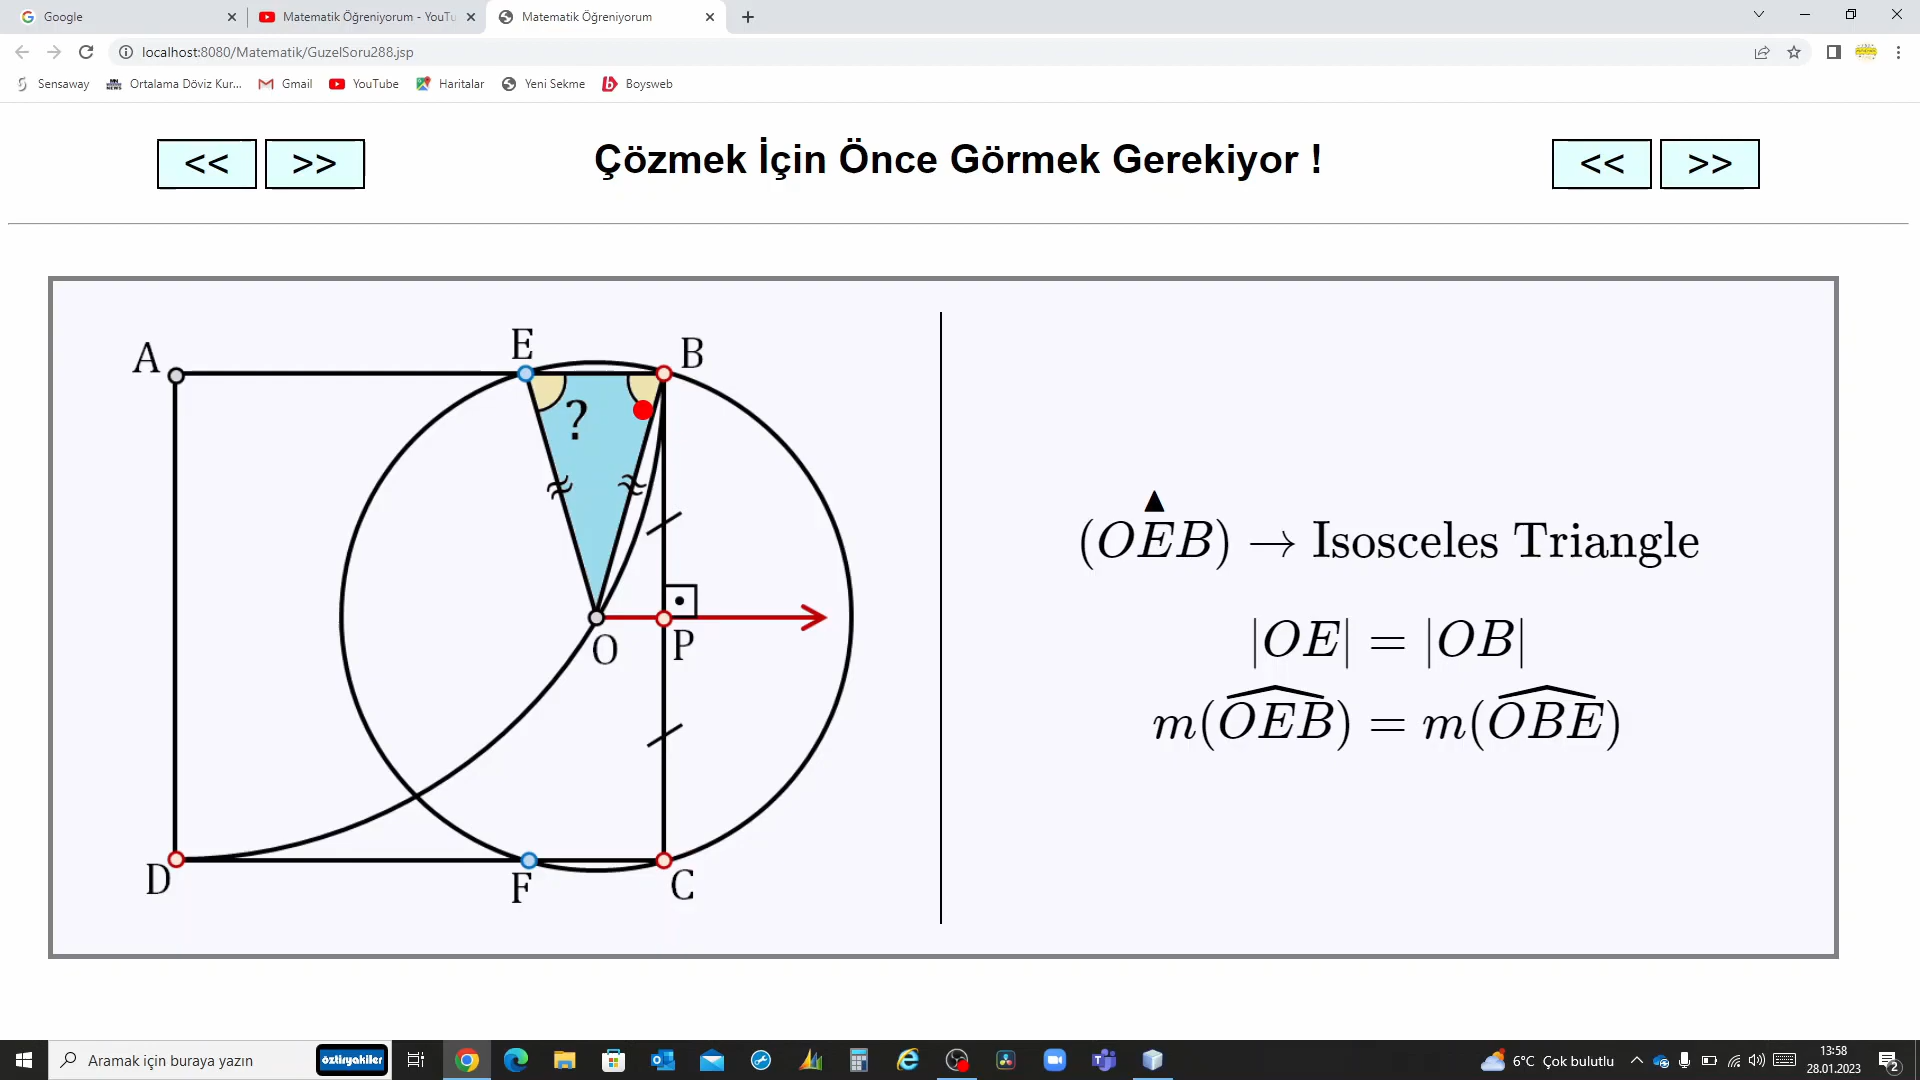 Google
Matematik Öğreniyorum - YouTu
Matematik Öğreniyorum
localhost:8080/Matematik/GuzelSoru288.jsp
Sensaway
Ortalama Döviz Kur...
Gmail
YouTube
Haritalar
Yeni Sekme
Boysweb
<< >>
Çözmek İçin Önce Görmek Gerekiyor !
<< >>
A
E
B
?
O
P
D
F
C
(OEB) → Isosceles Triangle
|OE| = |OB|
m(OEB) = m(OBE)
Aramak için buraya yazın
öztiryakiler
6°C Çok bulutlu
13:58
28.01.2023
2